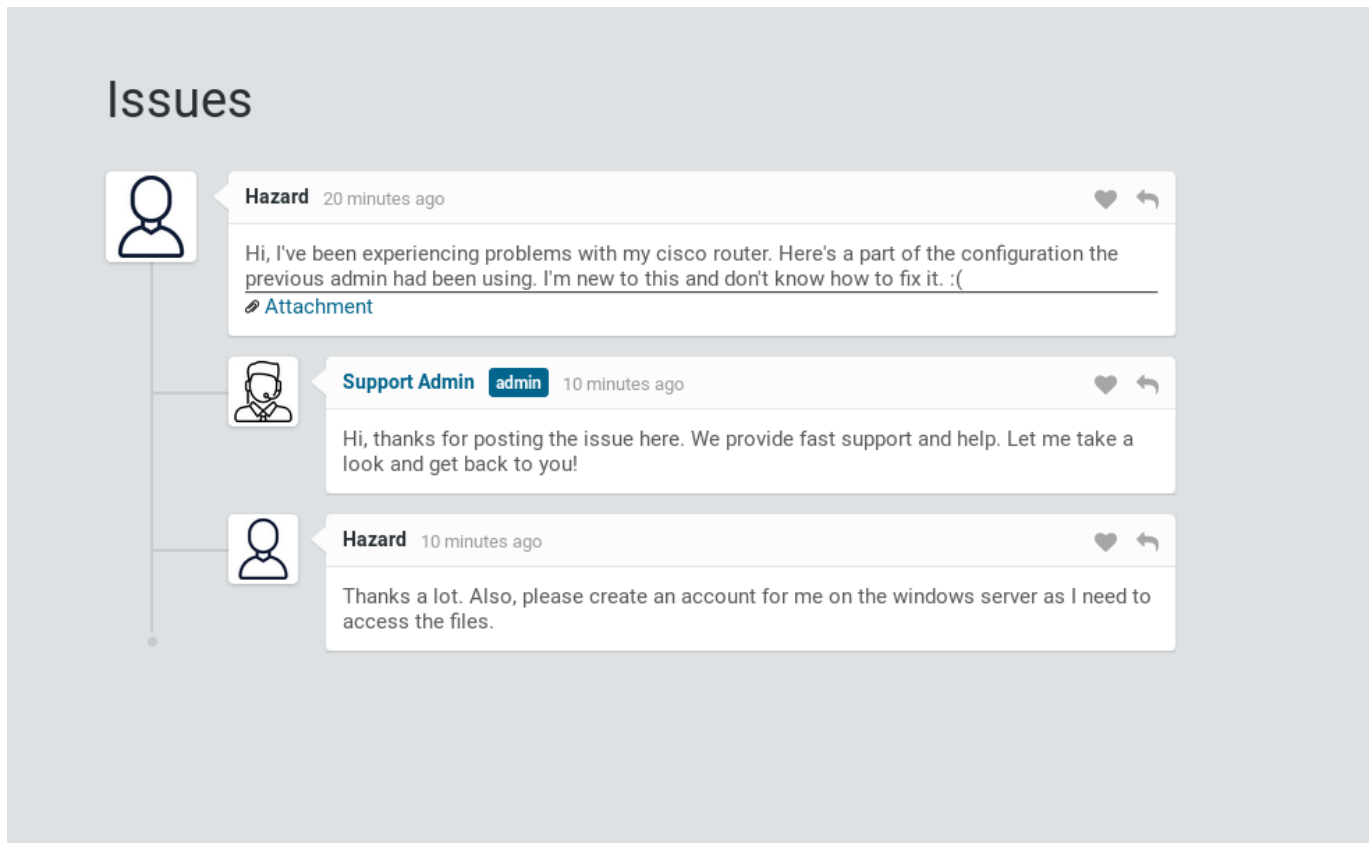 Issues
Hazard 20 minutes ago
Hi, I've been experiencing problems with my cisco router. Here's a part of the configuration the
previous admin had been using. I'm new to this and don't know how to fix it. :(
Attachment
Support Admin admin 10 minutes ago
Hi, thanks for posting the issue here. We provide fast support and help. Let me take a
look and get back to you!
Hazard 10 minutes ago
Thanks a lot. Also, please create an account for me on the windows server as I need to
access the files.